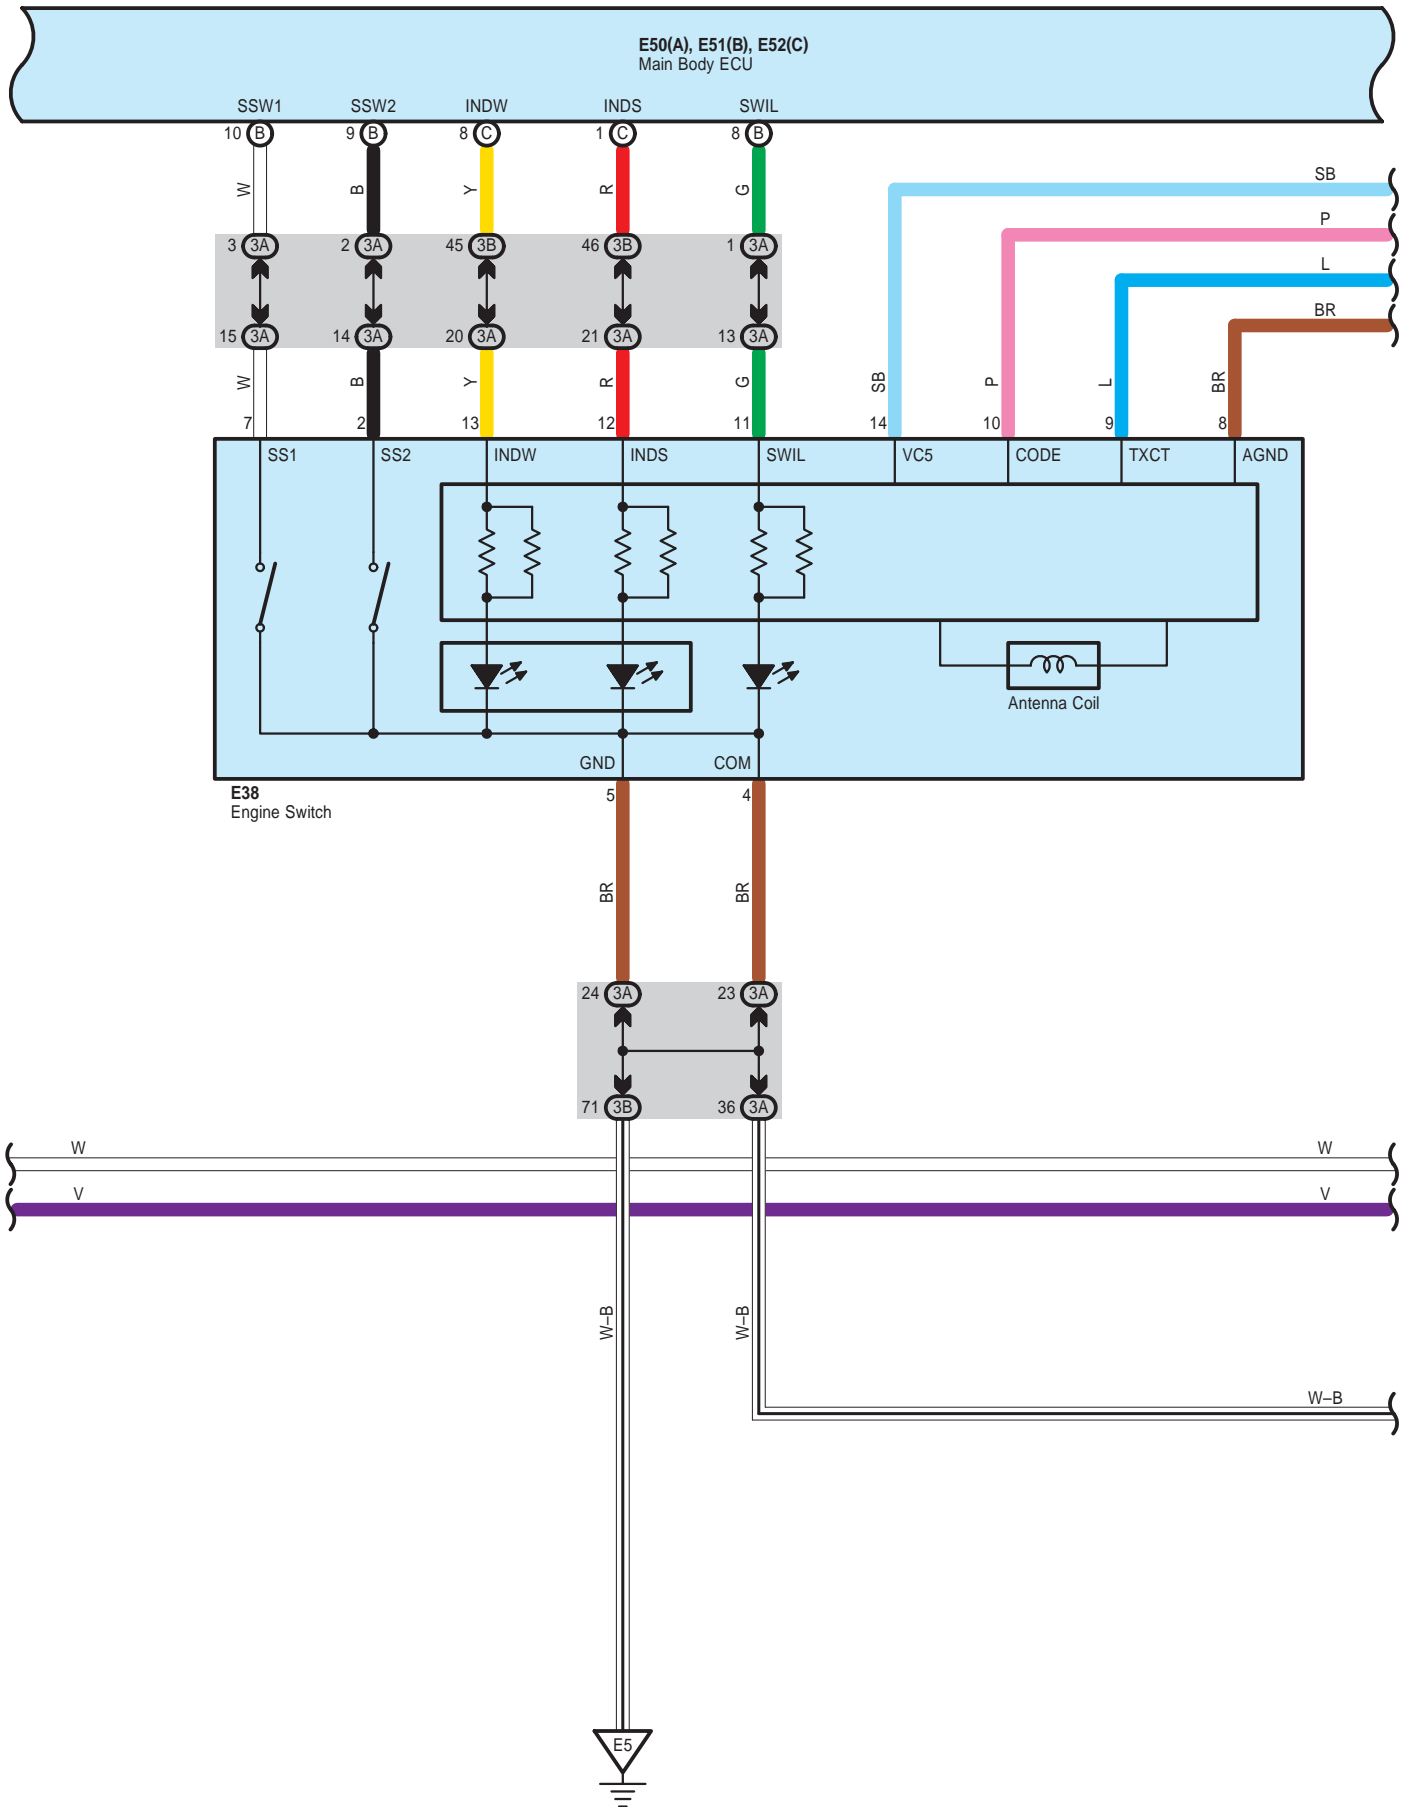 E50(A), E51(B), E52(C)
Main Body ECU
SSW1 SSW2 INDW INDS SWIL
10 B 9 B 8 C 1 C 8 B
SB
W B Y R G
P
3 3A 2 3A 45 3B 46 3B 1 3A
L
BR
15 3A 14 3A 20 3A 21 3A 13 3A
W B Y R G SB P L BR
7 2 13 12 11 14 10 9 8
SS1 SS2 INDW INDS SWIL VC5 CODE TXCT AGND
Antenna Coil
GND COM
E38
Engine Switch
5 4
BR BR
24 3A 23 3A
71 3B 36 3A
W W
V V
W–B W–B
W–B
E5